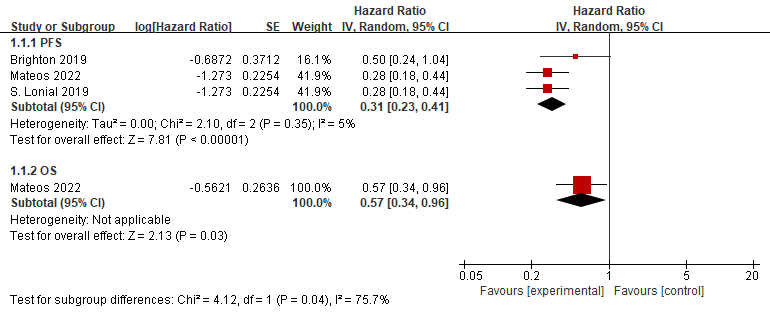 Hazard Ratio Hazard Ratio
Study or Subgroup log[Hazard Ratio] SE Weight IV, Random, 95% CI IV, Random, 95% CI
1.1.1 PFS
Brighton 2019 -0.6872 0.3712 16.1% 0.50 [0.24, 1.04]
Mateos 2022 -1.273 0.2254 41.9% 0.28 [0.18, 0.44]
S. Lonial 2019 -1.273 0.2254 41.9% 0.28 [0.18, 0.44]
Subtotal (95% CI) 100.0% 0.31 [0.23, 0.41]
Heterogeneity: Tau² = 0.00; Chi² = 2.10, df = 2 (P = 0.35); I² = 5%
Test for overall effect: Z = 7.81 (P < 0.00001)
1.1.2 OS
Mateos 2022 -0.5621 0.2636 100.0% 0.57 [0.34, 0.96]
Subtotal (95% CI) 100.0% 0.57 [0.34, 0.96]
Heterogeneity: Not applicable
Test for overall effect: Z = 2.13 (P = 0.03)
0.05 0.2 1 5 20
Favours [experimental] Favours [control]
Test for subgroup differences: Chi² = 4.12, df = 1 (P = 0.04), I² = 75.7%